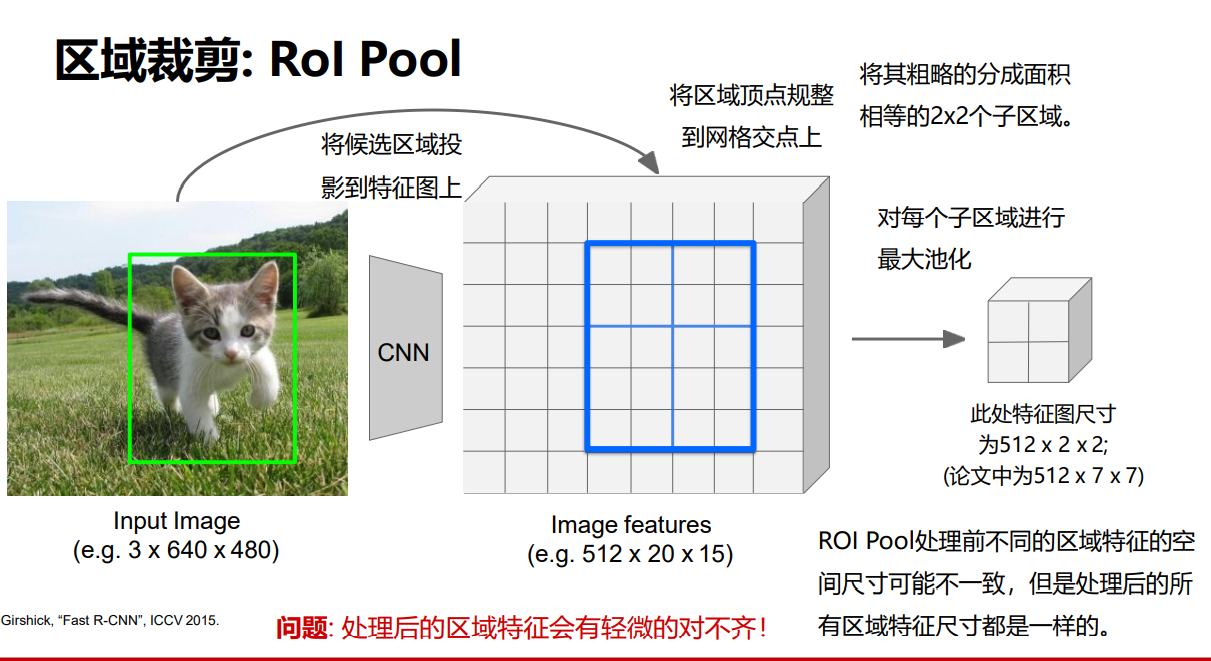 区域裁剪: RoI Pool
将候选区域投
影到特征图上
将区域顶点规整
到网格交点上
将其粗略的分成面积
相等的2x2个子区域。
对每个子区域进行
最大池化
CNN
此处特征图尺寸
为512 x 2 x 2;
(论文中为512 x 7 x 7)
Input Image
(e.g. 3 x 640 x 480)
Image features
(e.g. 512 x 20 x 15)
ROI Pool处理前不同的区域特征的空
间尺寸可能不一致，但是处理后的所
有区域特征尺寸都是一样的。
Girshick, “Fast R-CNN”, ICCV 2015.
问题: 处理后的区域特征会有轻微的对不齐！